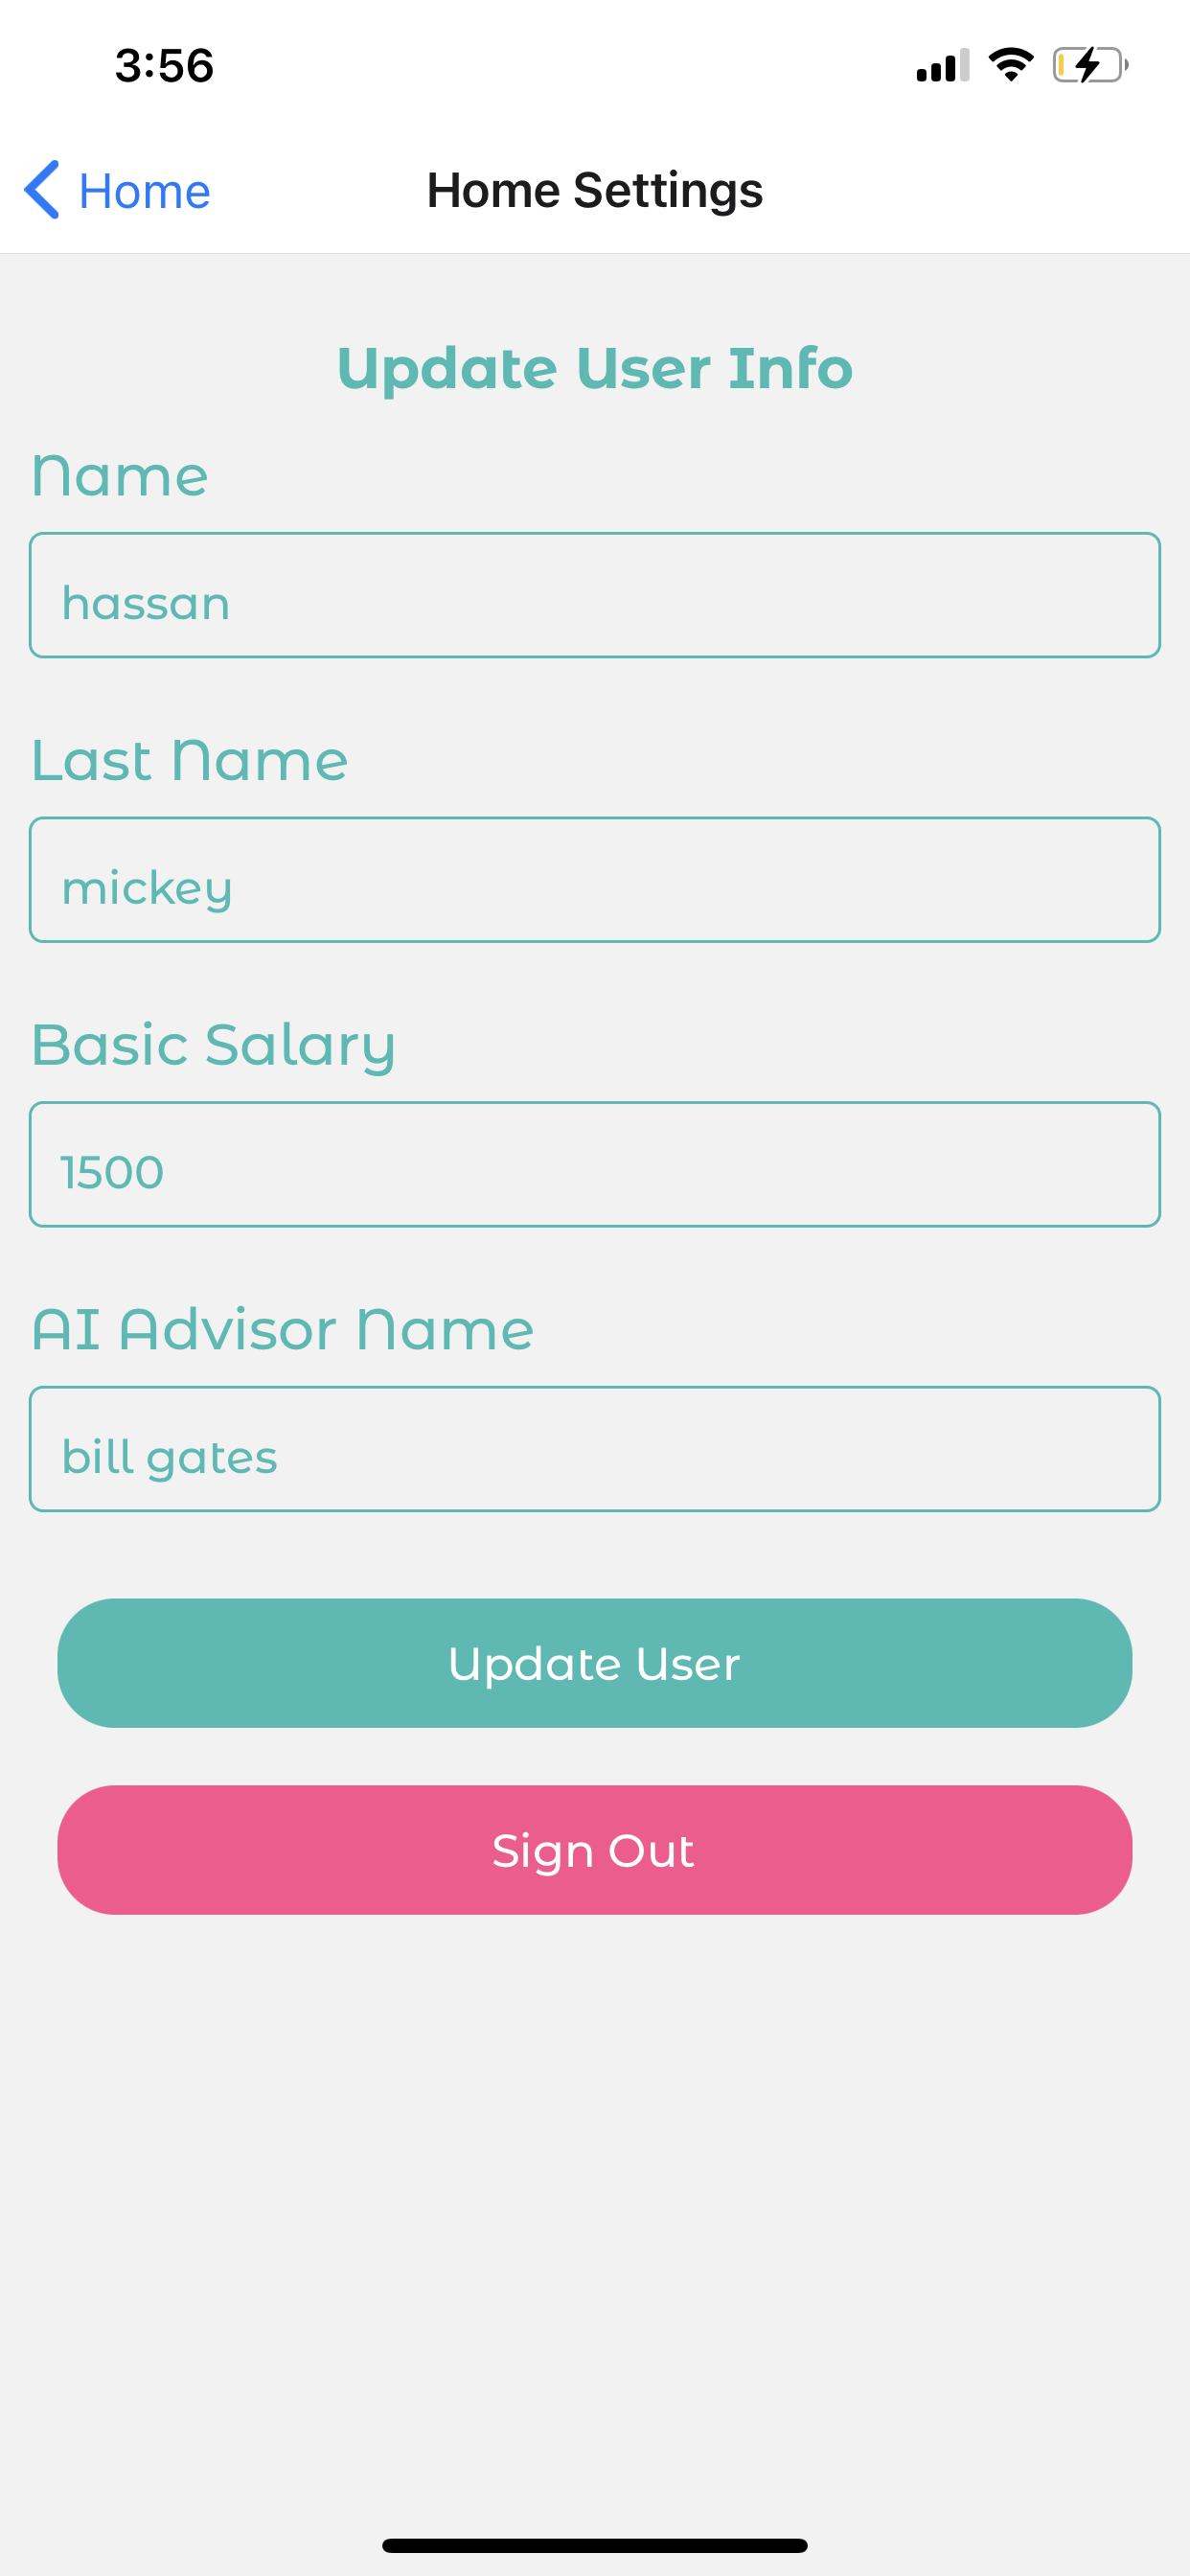 3:56
Home
Home Settings
Update User Info
Name
hassan
Last Name
mickey
Basic Salary
1500
AI Advisor Name
bill gates
Update User
Sign Out